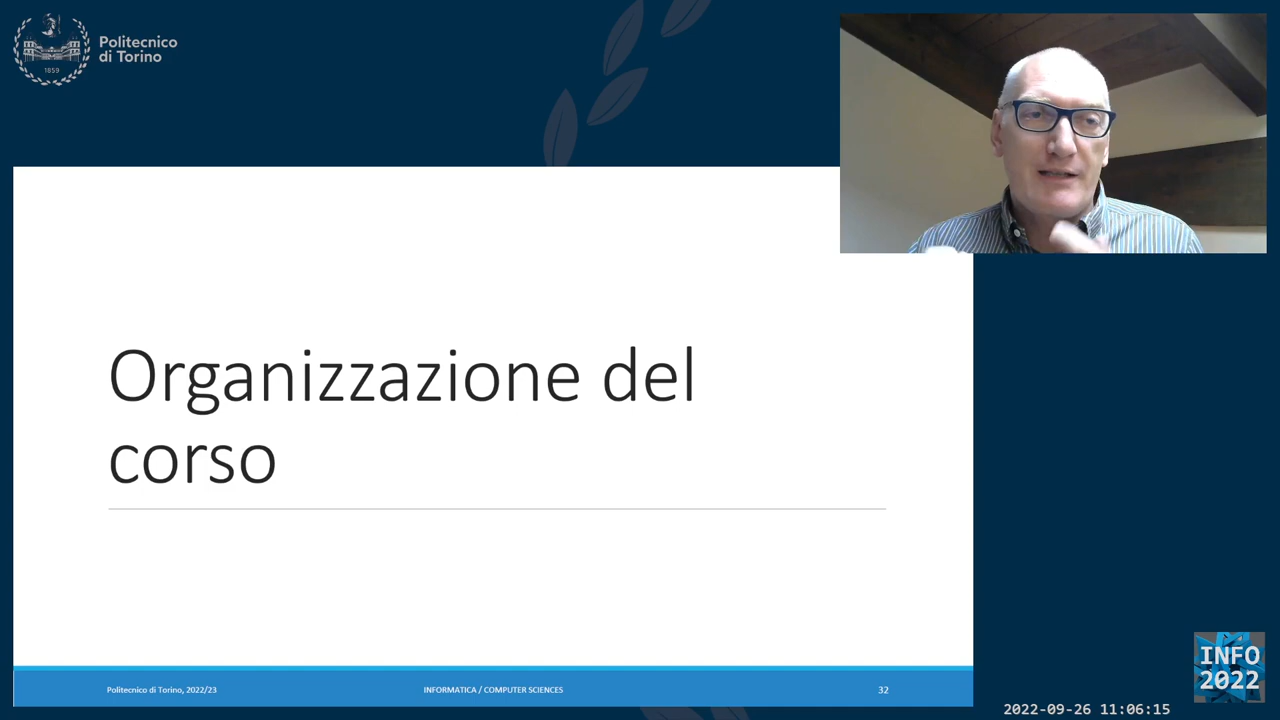 Politecnico
di Torino
1859
Organizzazione del
corso
Politecnico di Torino, 2022/23
INFORMATICA / COMPUTER SCIENCES
32
INFO
2022
2022-09-26 11:06:15